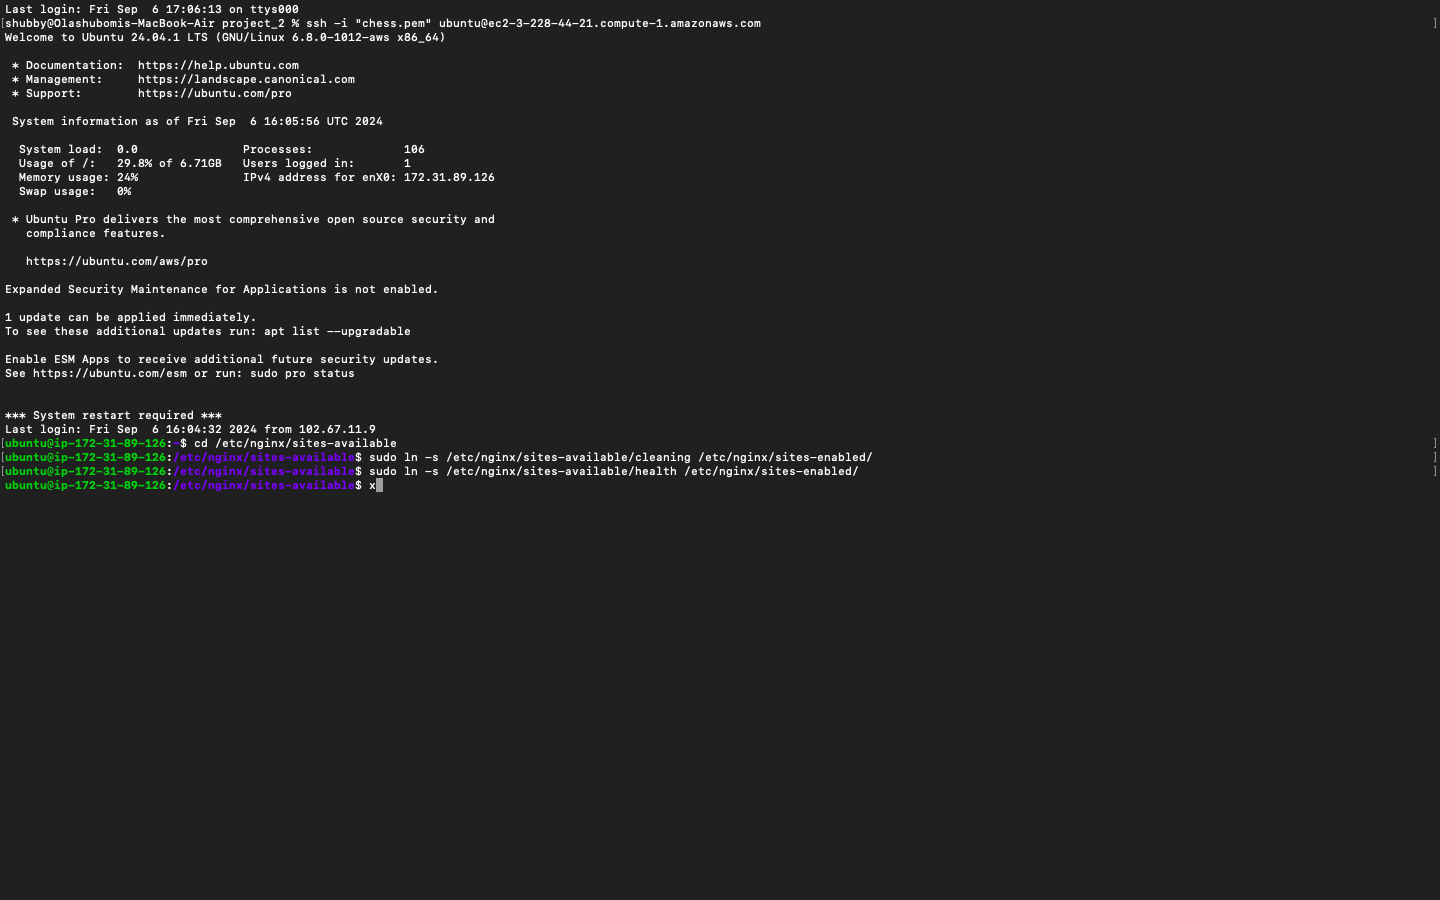 Last login: Fri Sep  6 17:06:13 on ttys000
[shubby@Olashubomis-MacBook-Air project_2 % ssh -i "chess.pem" ubuntu@ec2-3-228-44-21.compute-1.amazonaws.com ]
Welcome to Ubuntu 24.04.1 LTS (GNU/Linux 6.8.0-1012-aws x86_64)
* Documentation:  https://help.ubuntu.com
* Management:     https://landscape.canonical.com
* Support:        https://ubuntu.com/pro
System information as of Fri Sep  6 16:05:56 UTC 2024
System load:  0.0               Processes:             106
Usage of /:   29.8% of 6.71GB   Users logged in:       1
Memory usage: 24%               IPv4 address for enX0: 172.31.89.126
Swap usage:   0%
* Ubuntu Pro delivers the most comprehensive open source security and
compliance features.
https://ubuntu.com/aws/pro
Expanded Security Maintenance for Applications is not enabled.
1 update can be applied immediately.
To see these additional updates run: apt list --upgradable
Enable ESM Apps to receive additional future security updates.
See https://ubuntu.com/esm or run: sudo pro status
*** System restart required ***
Last login: Fri Sep  6 16:04:32 2024 from 102.67.11.9
[ubuntu@ip-172-31-89-126:~$ cd /etc/nginx/sites-available ]
[ubuntu@ip-172-31-89-126:/etc/nginx/sites-available$ sudo ln -s /etc/nginx/sites-available/cleaning /etc/nginx/sites-enabled/ ]
[ubuntu@ip-172-31-89-126:/etc/nginx/sites-available$ sudo ln -s /etc/nginx/sites-available/health /etc/nginx/sites-enabled/ ]
ubuntu@ip-172-31-89-126:/etc/nginx/sites-available$ x